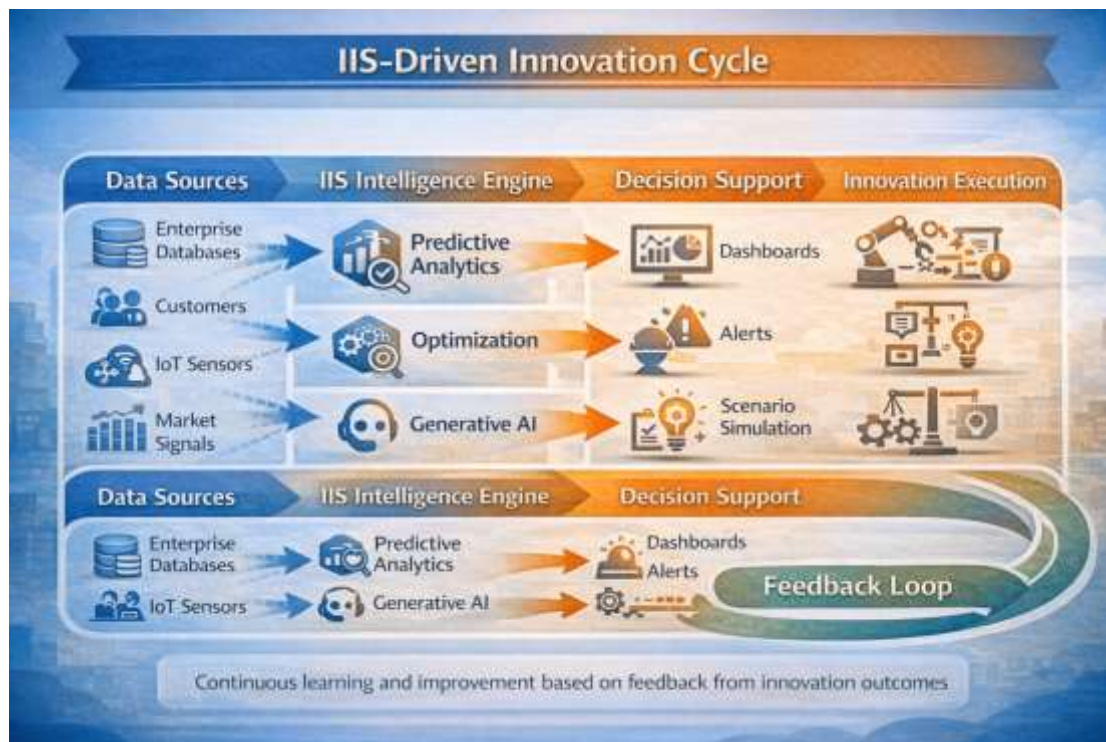 IIS-Driven Innovation Cycle
Data Sources
IIS Intelligence Engine
Decision Support
Innovation Execution
Enterprise
Databases
Customers
IoT Sensors
Market
Signals
Predictive
Analytics
Optimization
Generative AI
Dashboards
Alerts
Scenario
Simulation
Data Sources
IIS Intelligence Engine
Decision Support
Enterprise
Databases
IoT Sensors
Predictive
Analytics
Generative AI
Dashboards
Alerts
Feedback Loop
Continuous learning and improvement based on feedback from innovation outcomes